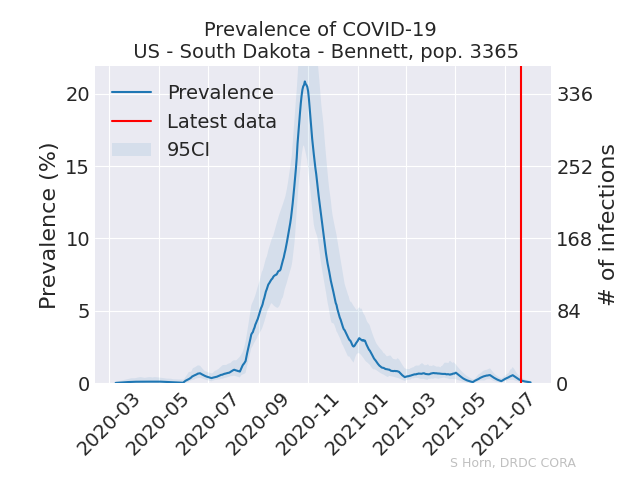 Prevalence of COVID-19
US - South Dakota - Bennett, pop. 3365
Prevalence
Latest data
95CI
Prevalence (%)
20
15
10
5
0
# of infections
336
252
168
84
0
2020-03
2020-05
2020-07
2020-09
2020-11
2021-01
2021-03
2021-05
2021-07
S Horn, DRDC CORA